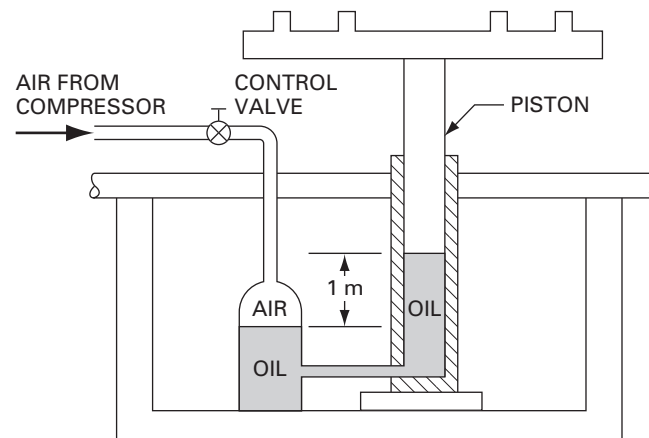 AIR FROM
COMPRESSOR
CONTROL
VALVE
PISTON
1 m
AIR
OIL
OIL